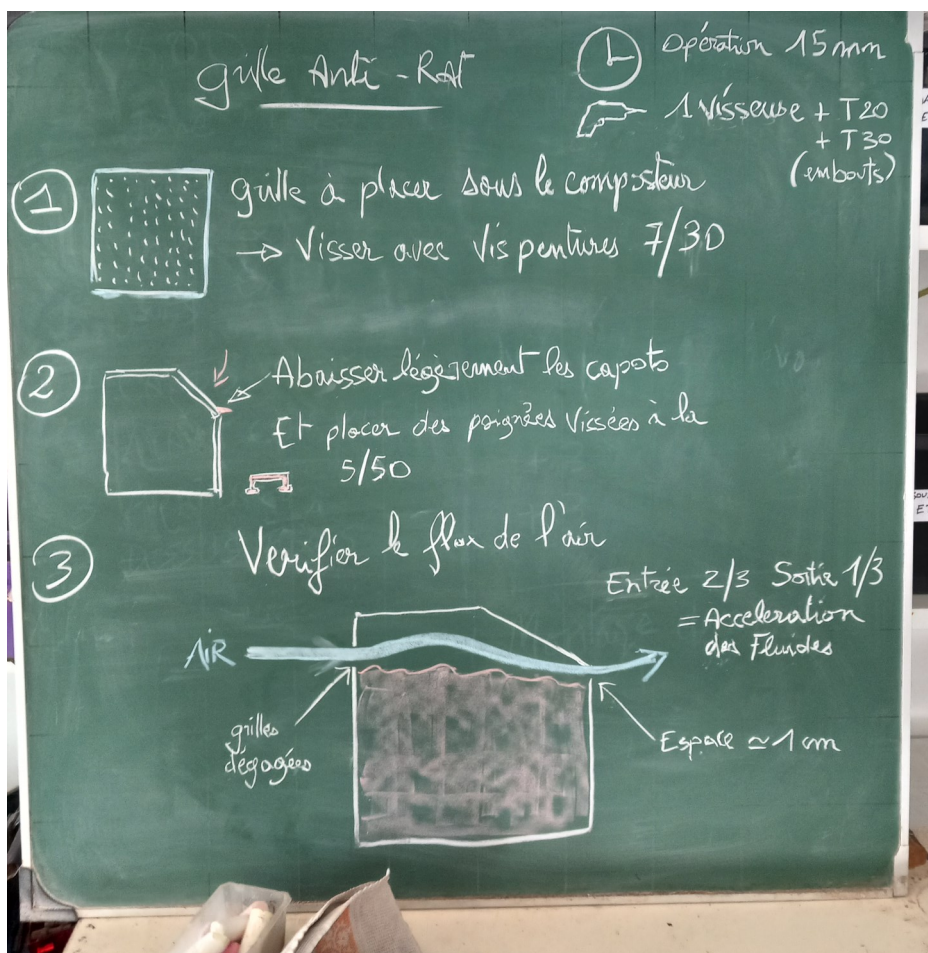 Grille Anti-RAT
Opération 15 mm
1 Visseuse + T20
+ T30
(embouts)
1
grille à placer sous le composteur
→ Visser avec Vis pentures 7/30
2
Abaisser légèrement les capots
Et placer des poignées vissées à la
5/50
3
Verifier le flux de l'air
Entrée 2/3 Sortie 1/3
= Acceleration
des Fluides
AiR
grilles
dégagées
Espace ≃ 1 cm